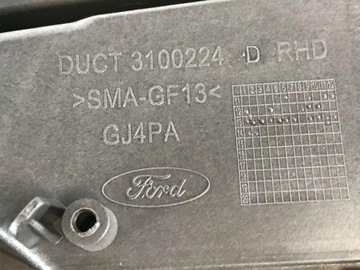 DUCT 3100224 D RHD
>SMA-GF13<
GJ4PA
Ford